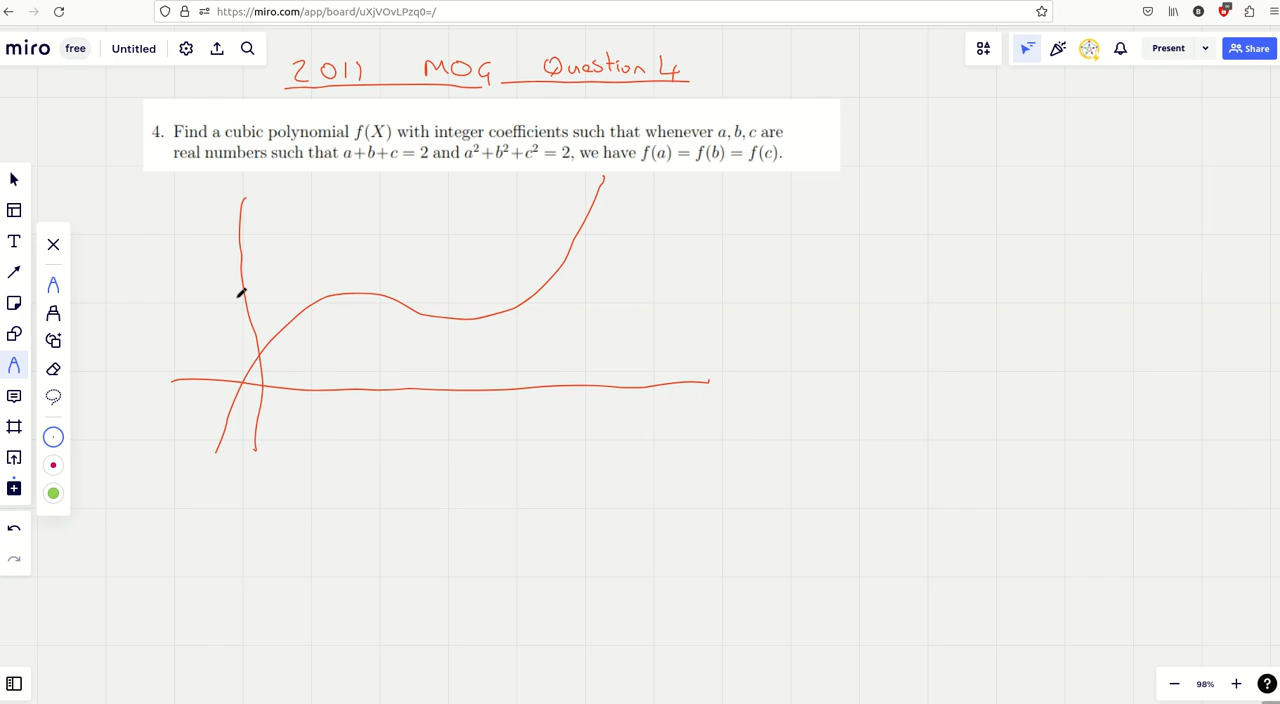 https://miro.com/app/board/uXjVOvLPzq0=/
miro free Untitled Present Share
2011 MOG Question 4
4. Find a cubic polynomial f(X) with integer coefficients such that whenever a, b, c are
real numbers such that a+b+c = 2 and a²+b²+c² = 2, we have f(a) = f(b) = f(c).
98%